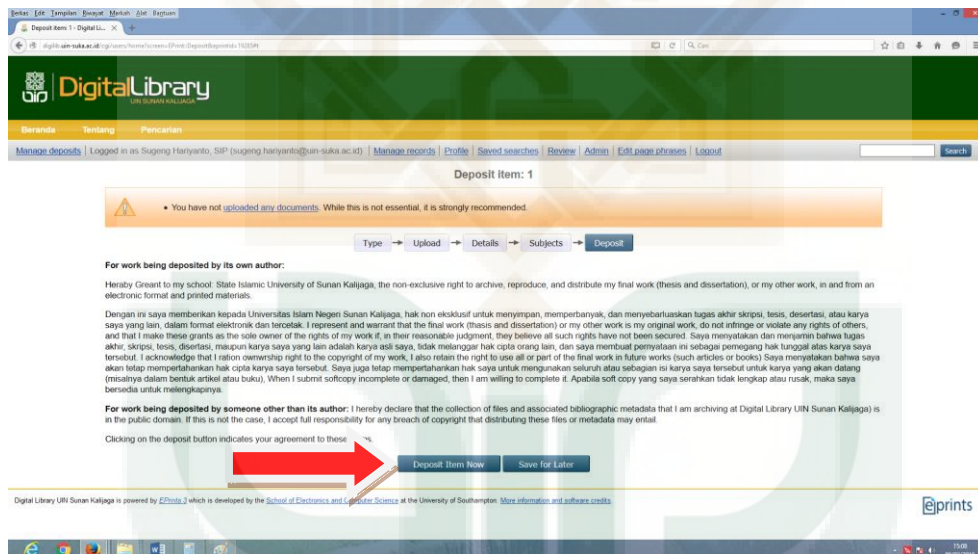 Berkas Edit Tampilan Riwayat Markah Alat Bantuan
Deposit item: 1 - Digital Li...
digilib.uin-suka.ac.id/cgi/users/home?screen=EPrint::Deposit&eprintid=
Cari
DigitalLibrary
UIN SUNAN KALIJAGA
Beranda Tentang Pencarian
Manage deposits Logged in as Sugeng Hariyanto, SIP (sugeng.hariyanto@uin-suka.ac.id) Manage records Profile Saved searches Review Admin Edit page phrases Logout Search
Deposit item: 1
• You have not uploaded any documents. While this is not essential, it is strongly recommended.
Type → Upload → Details → Subjects → Deposit
For work being deposited by its own author:
Heraby Greant to my school: State Islamic University of Sunan Kalijaga, the non-exclusive right to archive, reproduce, and distribute my final work (thesis and dissertation), or my other work, in and from an
electronic format and printed materials.
Dengan ini saya memberikan kepada Universitas Islam Negeri Sunan Kalijaga, hak non eksklusif untuk menyimpan, memperbanyak, dan menyebarluaskan tugas akhir skripsi, tesis, desertasi, atau karya
saya yang lain, dalam format elektronik dan tercetak. I represent and warrant that the final work (thasis and dissertation) or my other work is my original work, do not infringe or violate any rights of others,
and that I make these grants as the sole owner of the rights of my work if, in their reasonable judgment, they believe all such rights have not been secured. Saya menyatakan dan menjamin bahwa tugas
akhir, skripsi, tesis, disertasi, maupun karya saya yang lain adalah karya asli saya, tidak melanggar hak cipta orang lain, dan saya membuat pernyataan ini sebagai pemegang hak tunggal atas karya saya
tersebut. I acknowledge that I ration ownwrship right to the copyright of my work, I also retain the right to use all or part of the final work in future works (such articles or books) Saya menyatakan bahwa saya
akan tetap mempertahankan hak cipta karya saya tersebut. Saya juga tetap mempertahankan hak saya untuk mengunakan seluruh atau sebagian isi karya saya tersebut untuk karya yang akan datang
(misalnya dalam bentuk artikel atau buku), When I submit softcopy incomplete or damaged, then I am willing to complete it. Apabila soft copy yang saya serahkan tidak lengkap atau rusak, maka saya
bersedia untuk melengkapinya.
For work being deposited by someone other than its author: I hereby declare that the collection of files and associated bibliographic metadata that I am archiving at Digital Library UIN Sunan Kalijaga) is
in the public domain. If this is not the case, I accept full responsibility for any breach of copyright that distributing these files or metadata may entail.
Clicking on the deposit button indicates your agreement to these
Deposit Item Now Save for Later
Digital Library UIN Sunan Kalijaga is powered by EPrints 3 which is developed by the School of Electronics and Computer Science at the University of Southampton. More information and software credits.
eprints
15:08